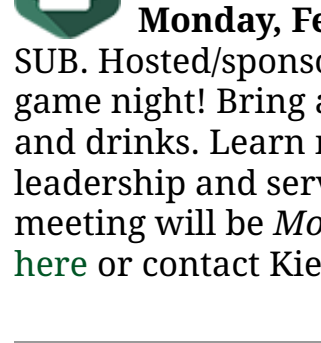 Monday, Fe
SUB. Hosted/spons
game night! Bring
and drinks. Learn
leadership and serv
meeting will be Mo
here or contact Kie